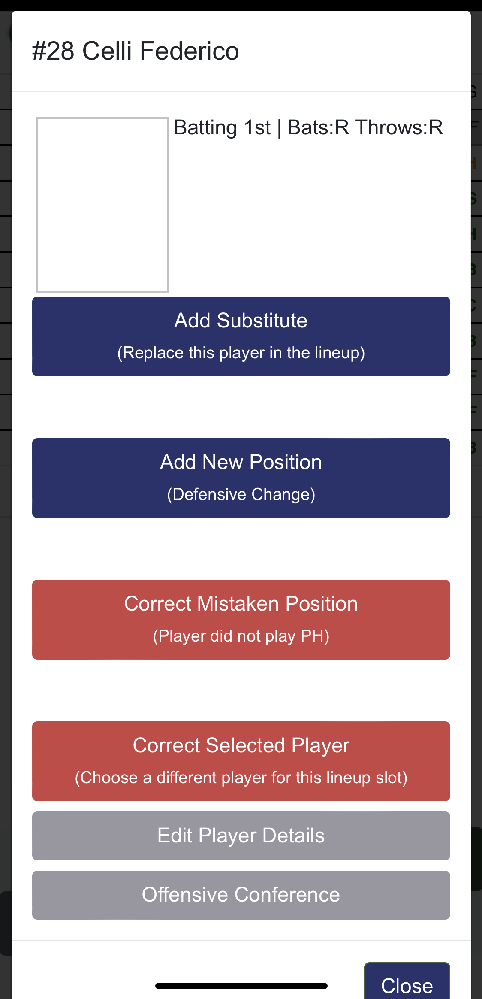 #28 Celli Federico
Batting 1st | Bats:R Throws:R
Add Substitute
(Replace this player in the lineup)
Add New Position
(Defensive Change)
Correct Mistaken Position
(Player did not play PH)
Correct Selected Player
(Choose a different player for this lineup slot)
Edit Player Details
Offensive Conference
Close